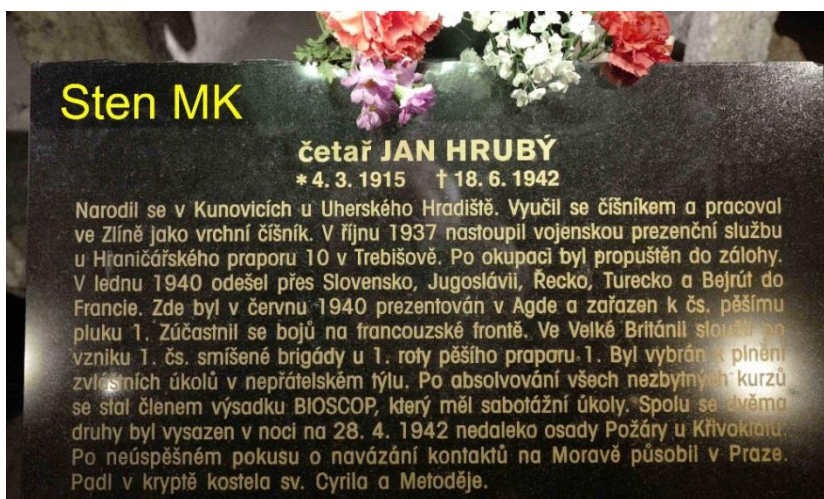 Sten MK
četař JAN HRUBÝ
* 4. 3. 1915 † 18. 6. 1942
Narodil se v Kunovicích u Uherského Hradiště. Vyučil se číšníkem a pracoval
ve Zlíně jako vrchní číšník. V říjnu 1937 nastoupil vojenskou prezenční službu
u Hraničářského praporu 10 v Trebišově. Po okupaci byl propuštěn do zálohy.
V lednu 1940 odešel přes Slovensko, Jugoslávii, Řecko, Turecko a Bejrút do
Francie. Zde byl v červnu 1940 prezentován v Agde a zařazen k čs. pěšímu
pluku 1. Zúčastnil se bojů na francouzské frontě. Ve Velké Británii sloužil po
vzniku 1. čs. smíšené brigády u 1. roty pěšího praporu 1. Byl vybrán k plnění
zvláštních úkolů v nepřátelském týlu. Po absolvování všech nezbytných kurzů
se stal členem výsadku BIOSCOP, který měl sabotážní úkoly. Spolu se dvěma
druhy byl vysazen v noci na 28. 4. 1942 nedaleko osady Požáry u Křivoklátu.
Po neúspěšném pokusu o navázání kontaktů na Moravě působil v Praze.
Padl v kryptě kostela sv. Cyrila a Metoděje.